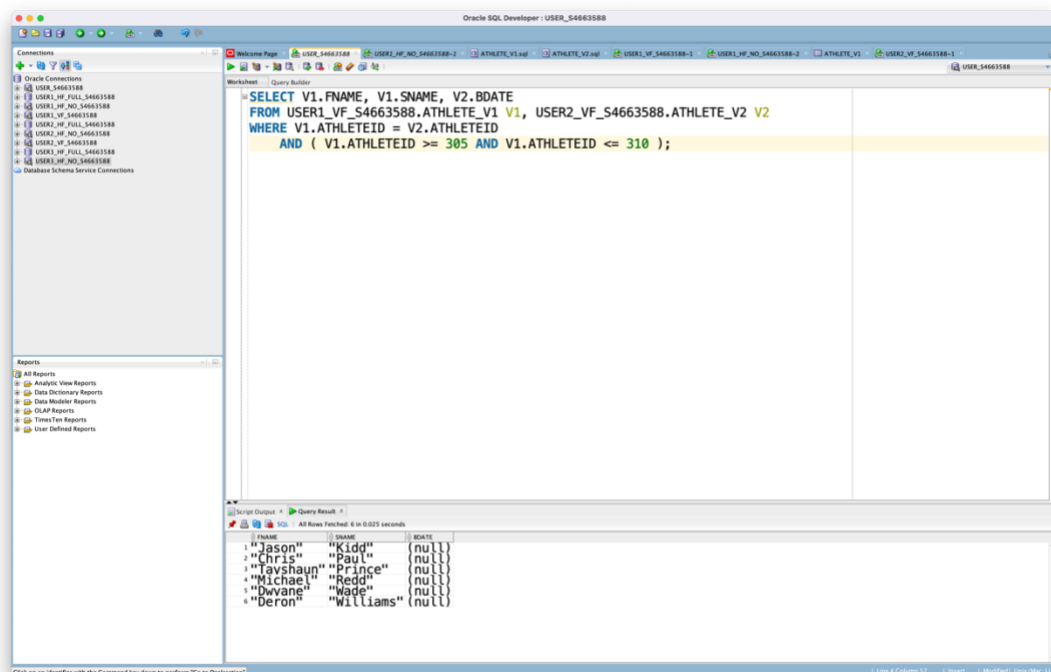 Oracle SQL Developer : USER_S4663588
Connections
Oracle Connections
USER_S4663588
USER1_HF_FULL_S4663588
USER1_HF_NO_S4663588
USER1_VF_S4663588
USER2_HF_FULL_S4663588
USER2_HF_NO_S4663588
USER2_VF_S4663588
USER3_HF_FULL_S4663588
USER3_HF_NO_S4663588
Database Schema Service Connections
Reports
All Reports
Analytic View Reports
Data Dictionary Reports
Data Modeler Reports
OLAP Reports
TimesTen Reports
User Defined Reports
Welcome Page USER_S4663588 USER2_HF_NO_S4663588~2 ATHLETE_V1.sql ATHLETE_V2.sql USER1_VF_S4663588~1 USER1_HF_NO_S4663588~2 ATHLETE_V1 USER2_VF_S4663588~1
USER_S4663588
Worksheet Query Builder
SELECT V1.FNAME, V1.SNAME, V2.BDATE
FROM USER1_VF_S4663588.ATHLETE_V1 V1, USER2_VF_S4663588.ATHLETE_V2 V2
WHERE V1.ATHLETEID = V2.ATHLETEID
AND ( V1.ATHLETEID >= 305 AND V1.ATHLETEID <= 310 );
Script Output Query Result
SQL All Rows Fetched: 6 in 0.025 seconds
FNAME SNAME BDATE
1 "Jason" "Kidd" (null)
2 "Chris" "Paul" (null)
3 "Tayshaun" "Prince" (null)
4 "Michael" "Redd" (null)
5 "Dwyane" "Wade" (null)
6 "Deron" "Williams" (null)